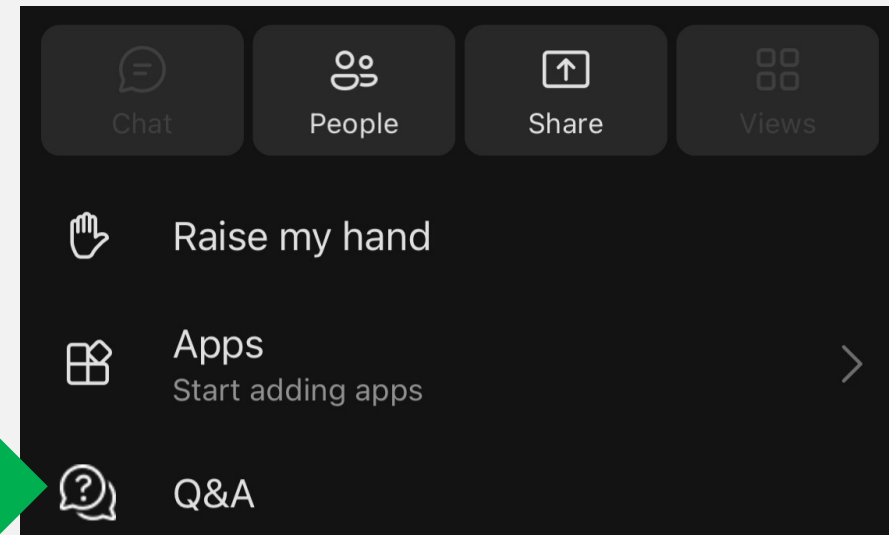 Chat
People
Share
Views
Raise my hand
Apps
Start adding apps
Q&A